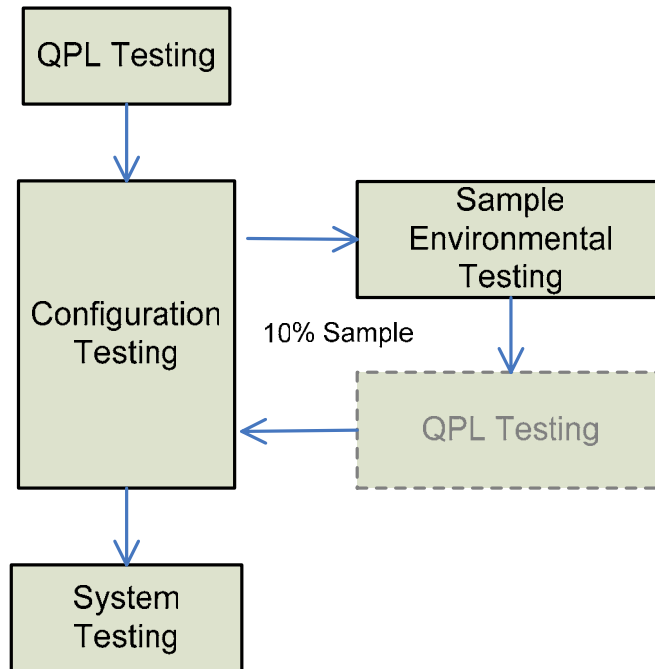 QPL Testing
Sample
Environmental
Testing
Configuration
Testing
10% Sample
QPL Testing
System
Testing